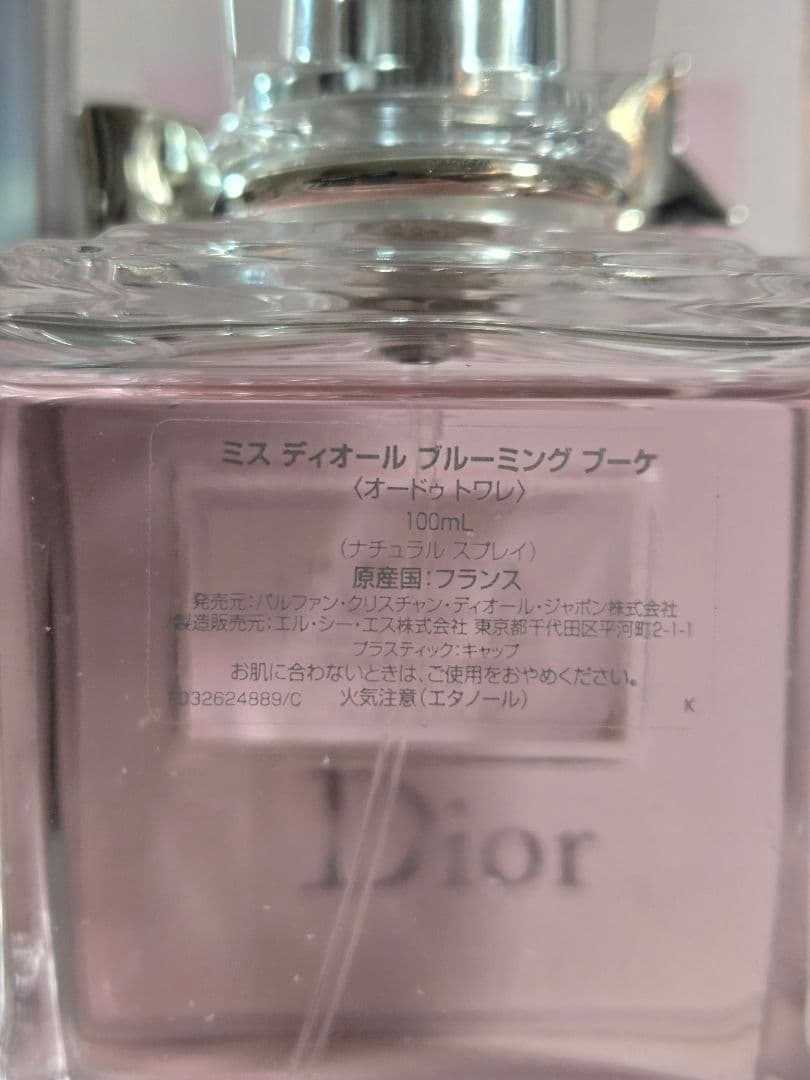 ミス ディオール ブルーミング ブーケ
〈オードゥ トワレ〉
100mL
(ナチュラル スプレイ)
原産国:フランス
発売元:パルファン・クリスチャン・ディオール・ジャポン株式会社
製造販売元:エル・シー・エス株式会社 東京都千代田区平河町2-1-1
プラスティック:キャップ
お肌に合わないときは、ご使用をおやめください。
032624889/C 火気注意(エタノール) K
Dior